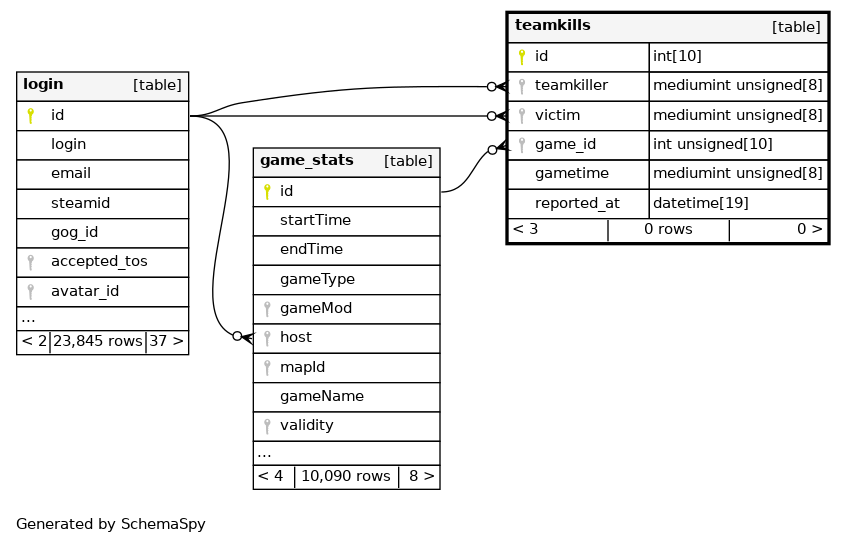 login [table]
id
login
email
steamid
gog_id
accepted_tos
avatar_id
...
< 2 23,845 rows 37 >
game_stats [table]
id
startTime
endTime
gameType
gameMod
host
mapId
gameName
validity
...
< 4 10,090 rows 8 >
teamkills [table]
id int[10]
teamkiller mediumint unsigned[8]
victim mediumint unsigned[8]
game_id int unsigned[10]
gametime mediumint unsigned[8]
reported_at datetime[19]
< 3 0 rows 0 >
Generated by SchemaSpy